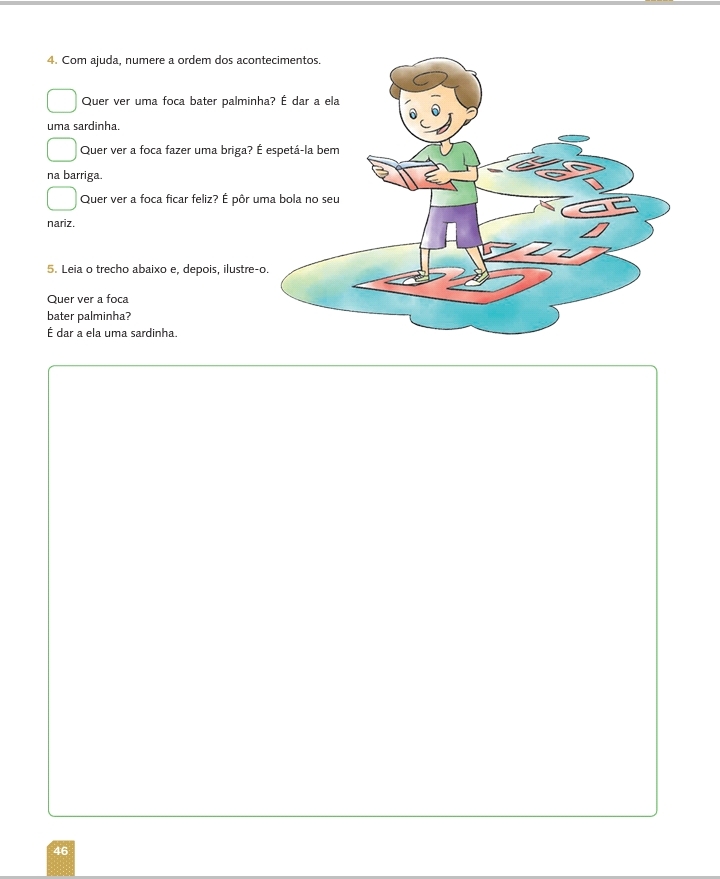 4. Com ajuda, numere a ordem dos acontecimentos.
Quer ver uma foca bater palminha? É dar a ela
uma sardinha.
Quer ver a foca fazer uma briga? É espetá-la bem
na barriga.
Quer ver a foca ficar feliz? É pôr uma bola no seu
nariz.
5. Leia o trecho abaixo e, depois, ilustre-o.
Quer ver a foca
bater palminha?
É dar a ela uma sardinha.
46